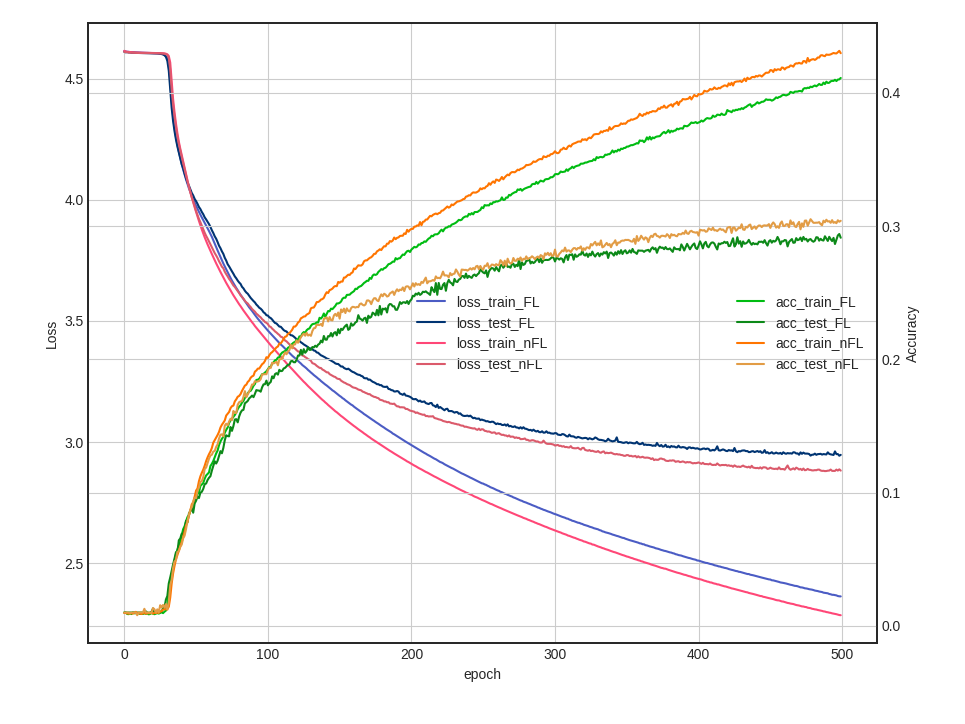 4.5
4.0
3.5
3.0
2.5
Loss
0
100
200
300
400
500
epoch
0.4
0.3
0.2
0.1
0.0
Accuracy
loss_train_FL
loss_test_FL
loss_train_nFL
loss_test_nFL
acc_train_FL
acc_test_FL
acc_train_nFL
acc_test_nFL